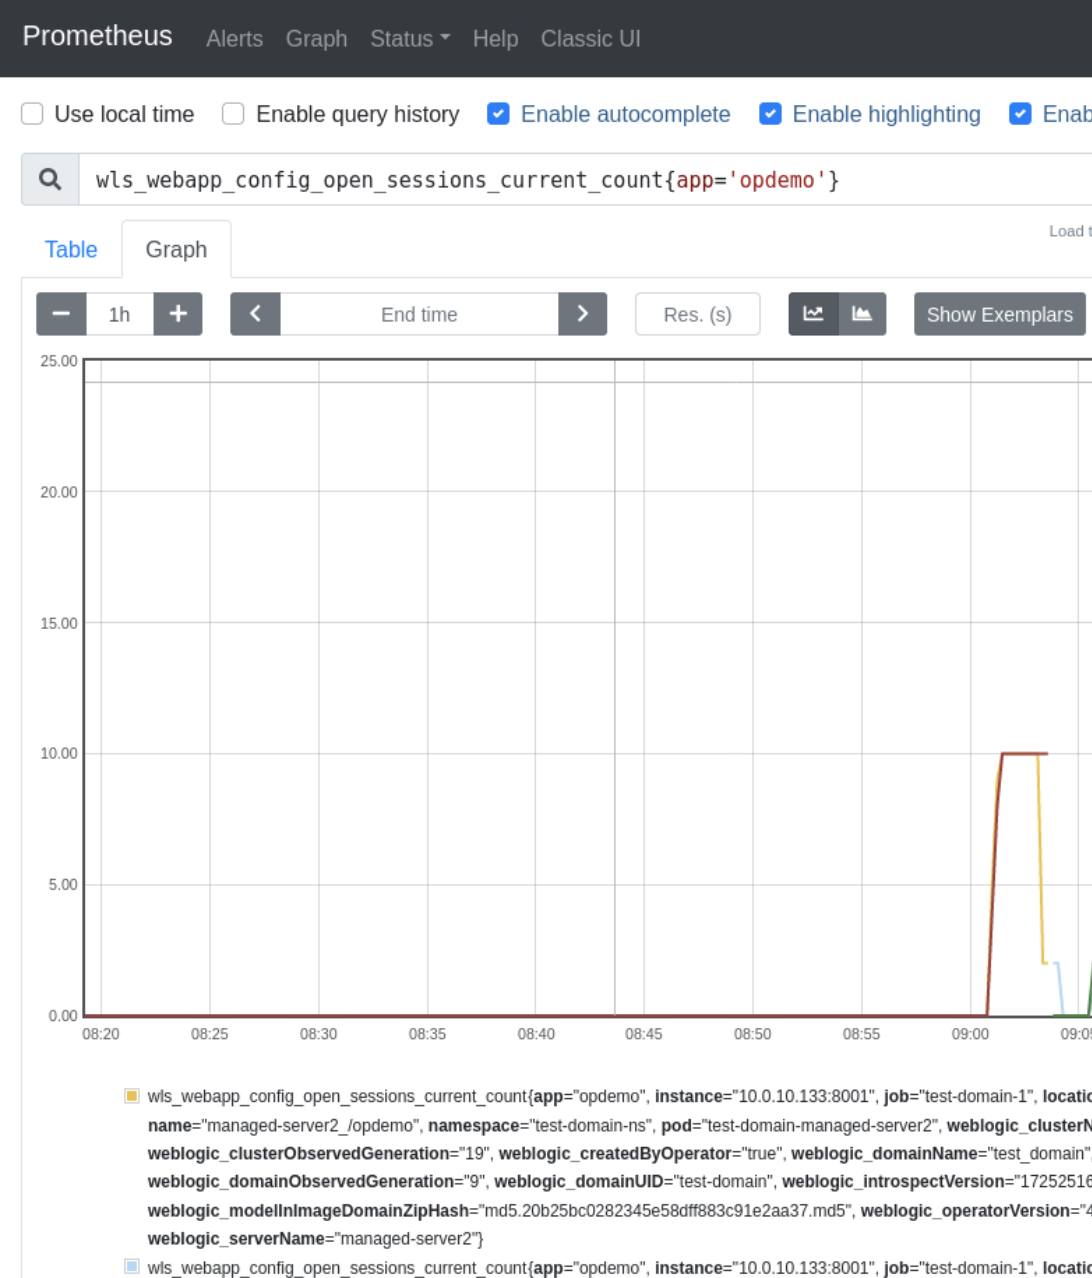 Prometheus Alerts Graph Status Help Classic UI
Use local time Enable query history Enable autocomplete Enable highlighting Enab
wls_webapp_config_open_sessions_current_count{app='opdemo'}
Load t
Table Graph
1h End time Res. (s) Show Exemplars
25.00
20.00
15.00
10.00
5.00
0.00
08:20 08:25 08:30 08:35 08:40 08:45 08:50 08:55 09:00 09:05
wls_webapp_config_open_sessions_current_count{app="opdemo", instance="10.0.10.133:8001", job="test-domain-1", locatio
name="managed-server2_/opdemo", namespace="test-domain-ns", pod="test-domain-managed-server2", weblogic_clusterN
weblogic_clusterObservedGeneration="19", weblogic_createdByOperator="true", weblogic_domainName="test_domain",
weblogic_domainObservedGeneration="9", weblogic_domainUID="test-domain", weblogic_introspectVersion="17252516
weblogic_modelInImageDomainZipHash="md5.20b25bc0282345e58dff883c91e2aa37.md5", weblogic_operatorVersion="4
weblogic_serverName="managed-server2"}
wls_webapp_config_open_sessions_current_count{app="opdemo", instance="10.0.10.133:8001", job="test-domain-1", locatio